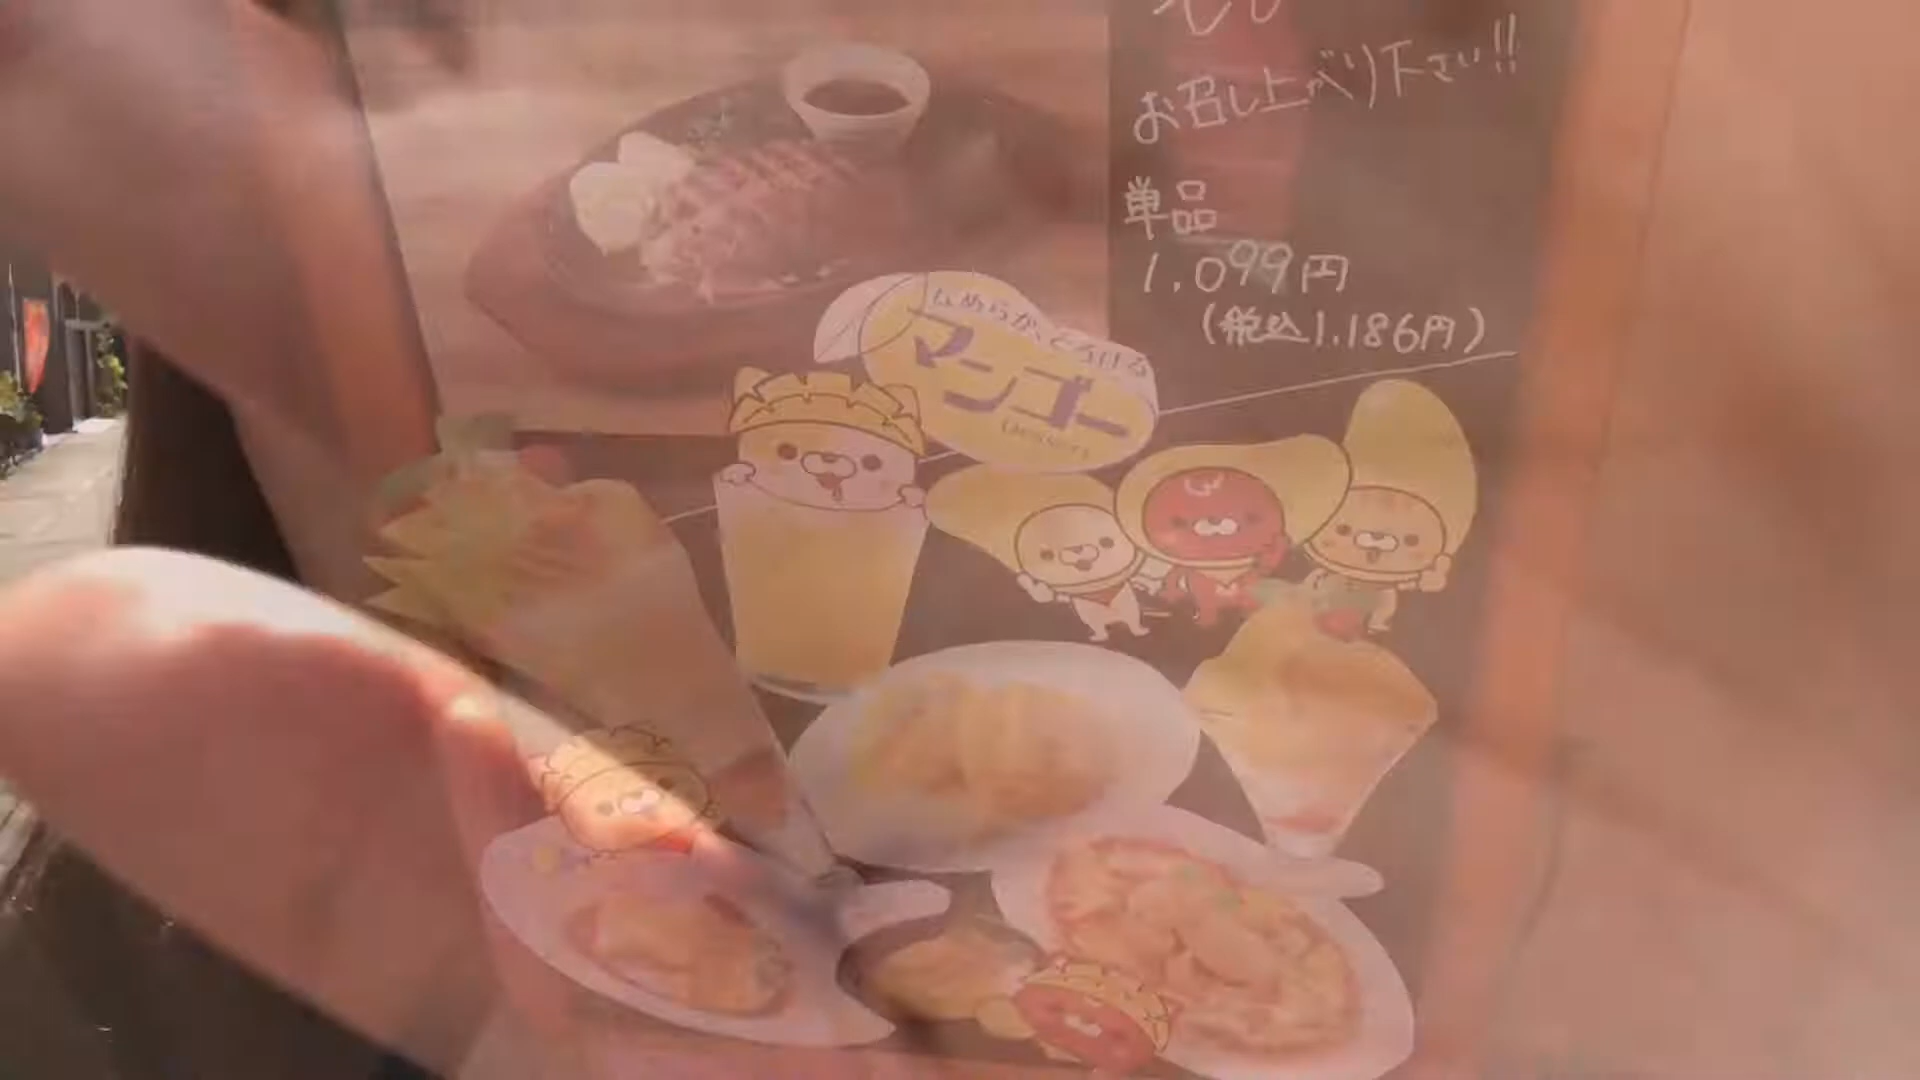 お召し上がり下さい!!
単品
1.099円
(税込1.186円)
なめらか、とろける
マンゴー